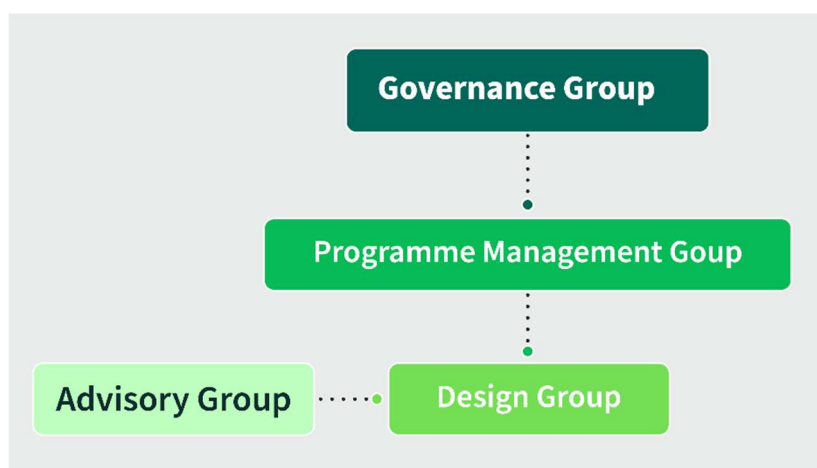 Governance Group
Programme Management Goup
Advisory Group
Design Group